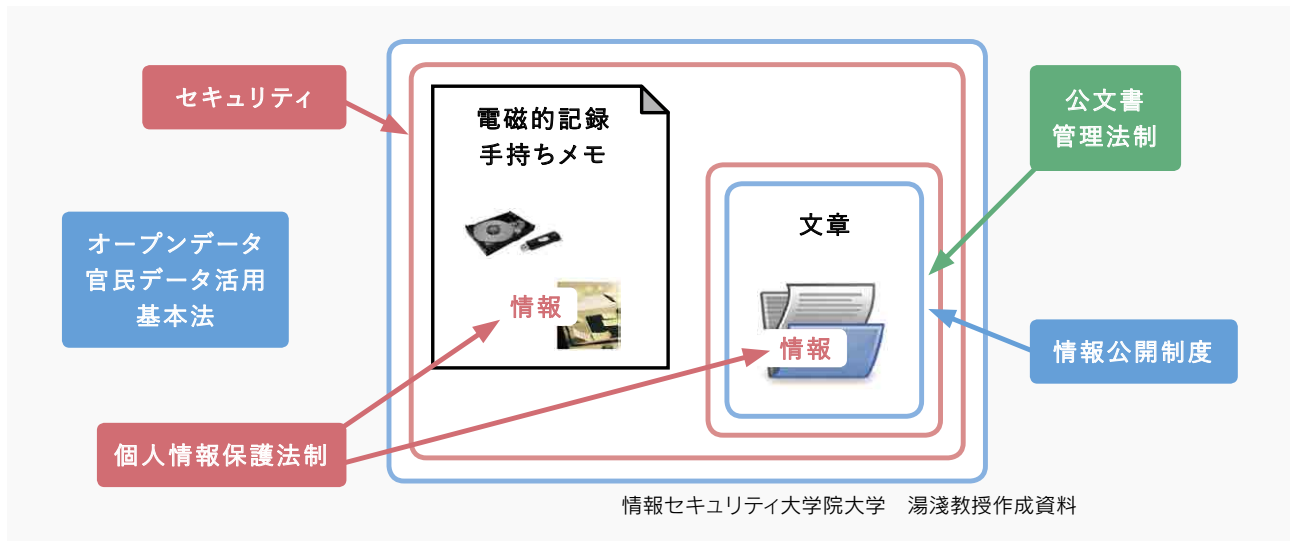 セキュリティ
電磁的記録
手持ちメモ
公文書
管理法制
オープンデータ
官民データ活用
基本法
文章
情報
情報
情報公開制度
個人情報保護法制
情報セキュリティ大学院大学　湯淺教授作成資料